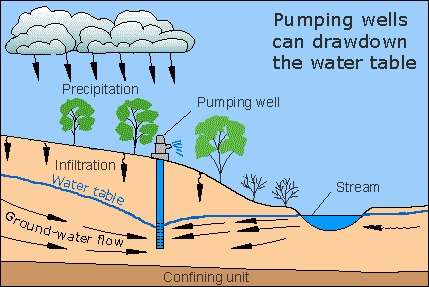 Pumping wells
can drawdown
the water table
Precipitation
Pumping well
Infiltration
Water table
Stream
Ground-water flow
Confining unit